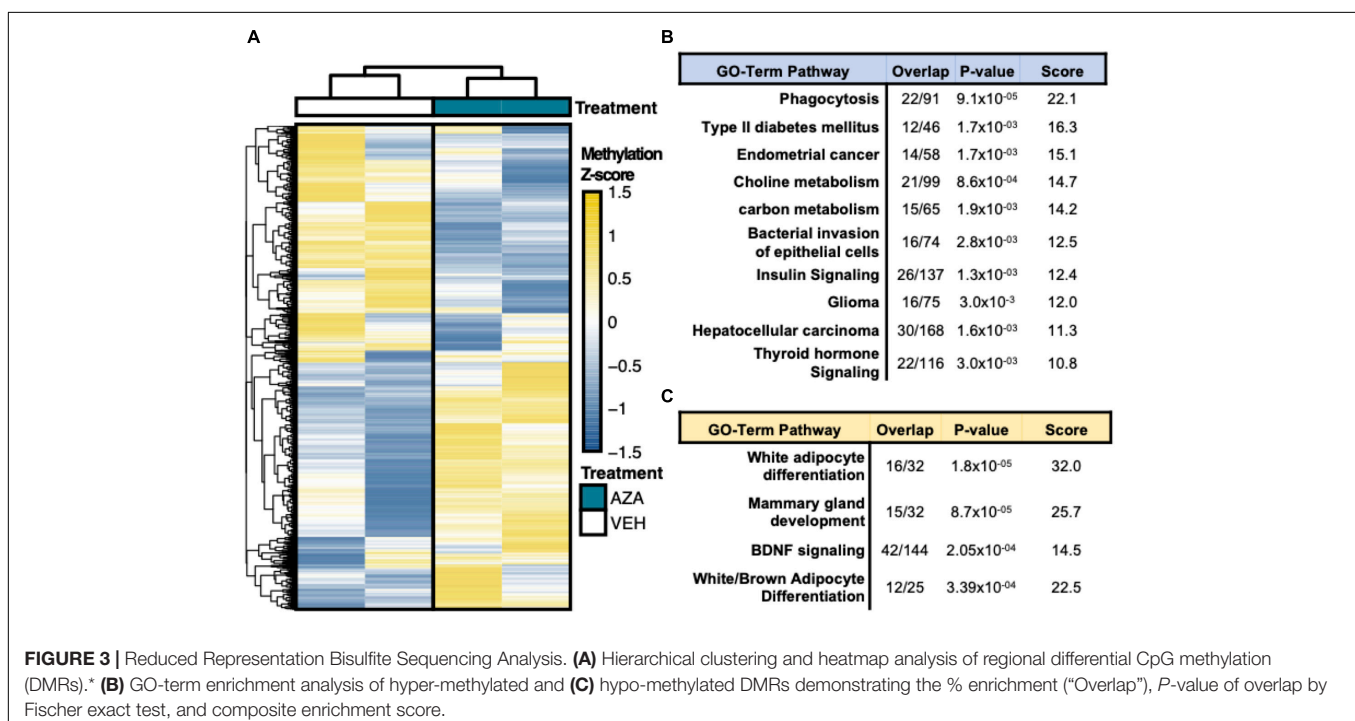 A
Treatment
Methylation
Z-score
1.5
1
0.5
0
−0.5
−1
−1.5
Treatment
AZA
VEH
B
GO-Term Pathway Overlap P-value Score
Phagocytosis 22/91 9.1x10-05 22.1
Type II diabetes mellitus 12/46 1.7x10-03 16.3
Endometrial cancer 14/58 1.7x10-03 15.1
Choline metabolism 21/99 8.6x10-04 14.7
carbon metabolism 15/65 1.9x10-03 14.2
Bacterial invasion
of epithelial cells 16/74 2.8x10-03 12.5
Insulin Signaling 26/137 1.3x10-03 12.4
Glioma 16/75 3.0x10-3 12.0
Hepatocellular carcinoma 30/168 1.6x10-03 11.3
Thyroid hormone
Signaling 22/116 3.0x10-03 10.8
C
GO-Term Pathway Overlap P-value Score
White adipocyte
differentiation 16/32 1.8x10-05 32.0
Mammary gland
development 15/32 8.7x10-05 25.7
BDNF signaling 42/144 2.05x10-04 14.5
White/Brown Adipocyte
Differentiation 12/25 3.39x10-04 22.5
FIGURE 3 | Reduced Representation Bisulfite Sequencing Analysis. (A) Hierarchical clustering and heatmap analysis of regional differential CpG methylation
(DMRs).* (B) GO-term enrichment analysis of hyper-methylated and (C) hypo-methylated DMRs demonstrating the % enrichment (“Overlap”), P-value of overlap by
Fischer exact test, and composite enrichment score.